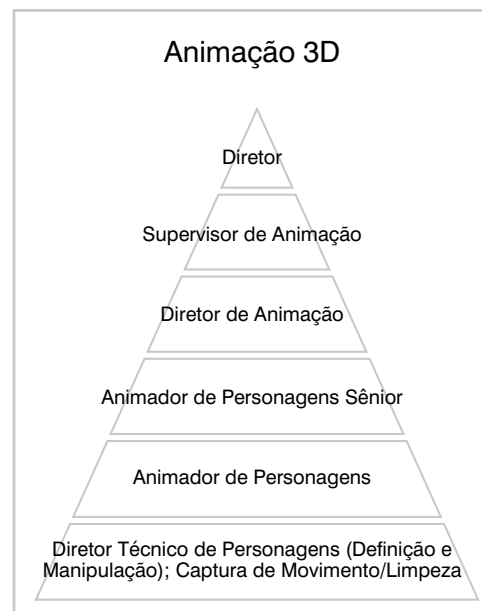 Animação 3D
Diretor
Supervisor de Animação
Diretor de Animação
Animador de Personagens Sênior
Animador de Personagens
Diretor Técnico de Personagens (Definição e
Manipulação); Captura de Movimento/Limpeza